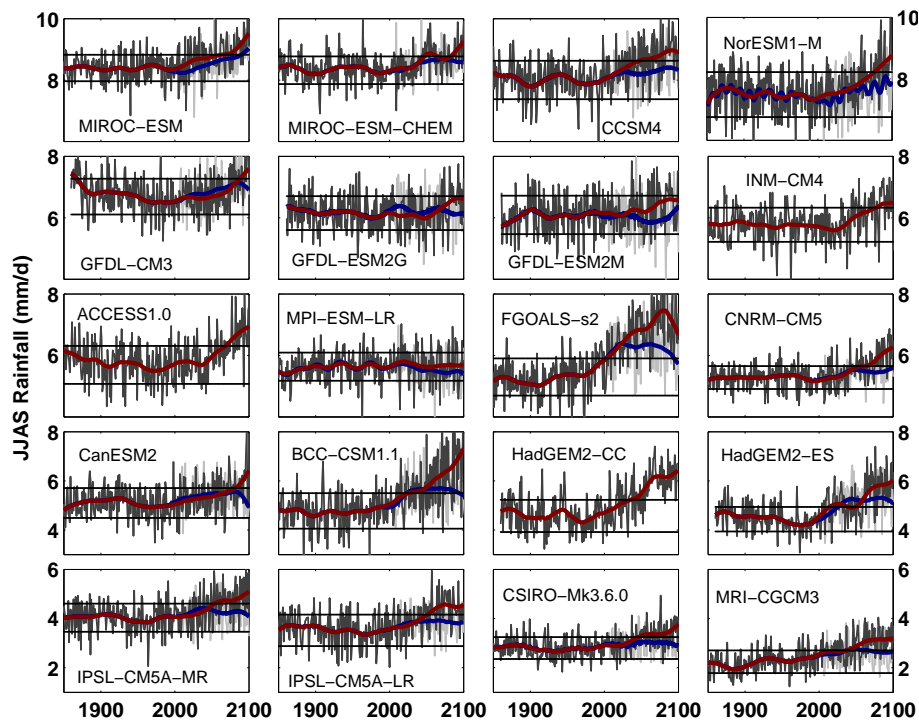 10
8
MIROC−ESM
MIROC−ESM−CHEM
CCSM4
NorESM1−M
10
8
8
6
GFDL−CM3
GFDL−ESM2G
GFDL−ESM2M
INM−CM4
8
6
JJAS Rainfall (mm/d)
8
6
ACCESS1.0
MPI−ESM−LR
FGOALS−s2
CNRM−CM5
8
6
8
6
4
CanESM2
BCC−CSM1.1
HadGEM2−CC
HadGEM2−ES
8
6
4
6
4
2
IPSL−CM5A−MR
IPSL−CM5A−LR
CSIRO−Mk3.6.0
MRI−CGCM3
6
4
2
1900 2000 2100
1900 2000 2100
1900 2000 2100
1900 2000 2100